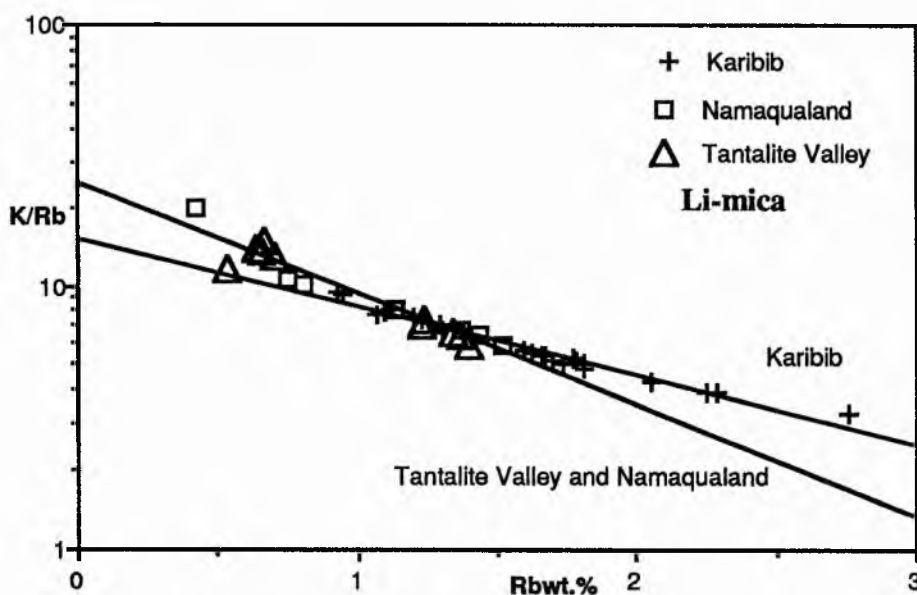 100
Karibib
Namaqualand
Tantalite Valley
Li-mica
K/Rb
10
Karibib
Tantalite Valley and Namaqualand
1
0 1 2 3
Rbwt.%